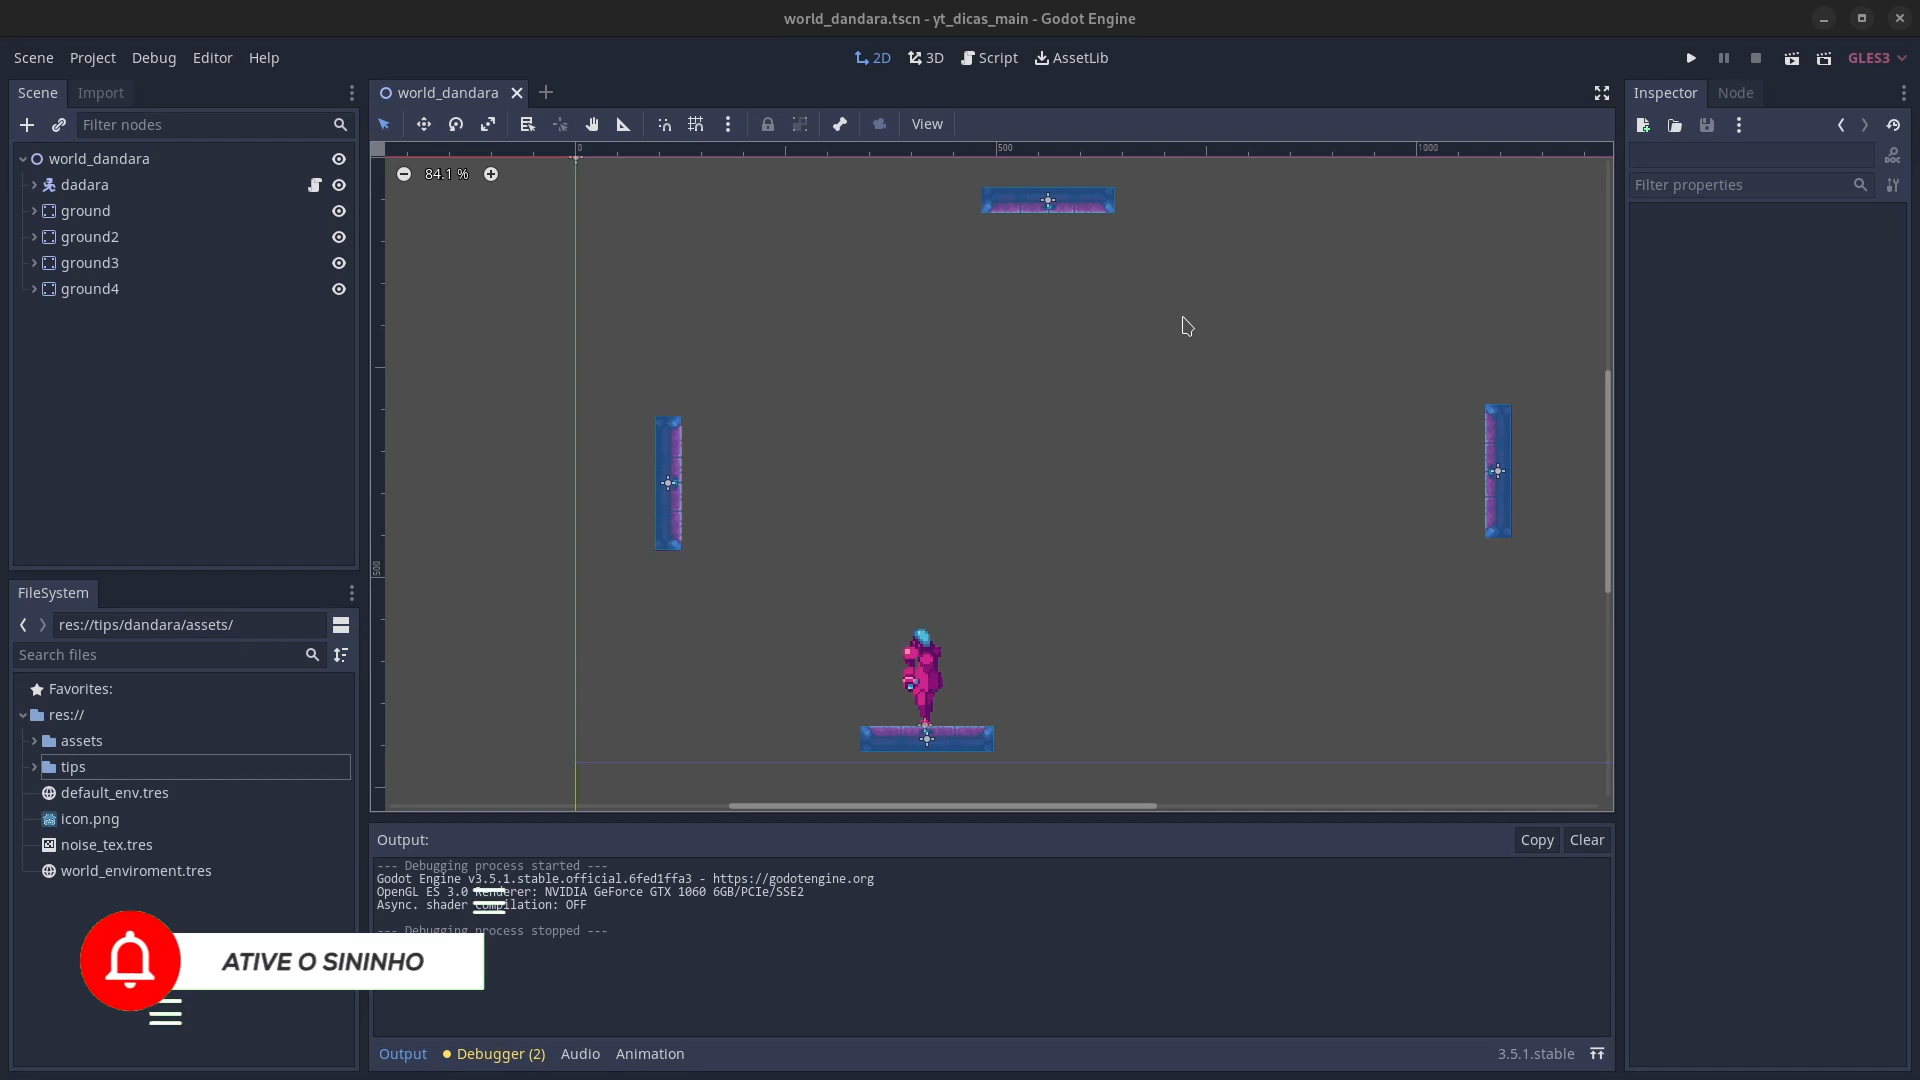 world_dandara.tscn - yt_dicas_main - Godot Engine
Scene Project Debug Editor Help
2D 3D Script AssetLib
GLES3
Scene Import
Filter nodes
world_dandara
dadara
ground
ground2
ground3
ground4
FileSystem
res://tips/dandara/assets/
Search files
Favorites:
res://
assets
tips
default_env.tres
icon.png
noise_tex.tres
world_enviroment.tres
ATIVE O SININHO
world_dandara
View
0 500 1000
84.1 %
500
Output:
Copy Clear
--- Debugging process started ---
Godot Engine v3.5.1.stable.official.6fed1ffa3 - https://godotengine.org
OpenGL ES 3.0 Renderer: NVIDIA GeForce GTX 1060 6GB/PCIe/SSE2
Async. shader compilation: OFF
--- Debugging process stopped ---
Output Debugger (2) Audio Animation
3.5.1.stable
Inspector Node
Filter properties